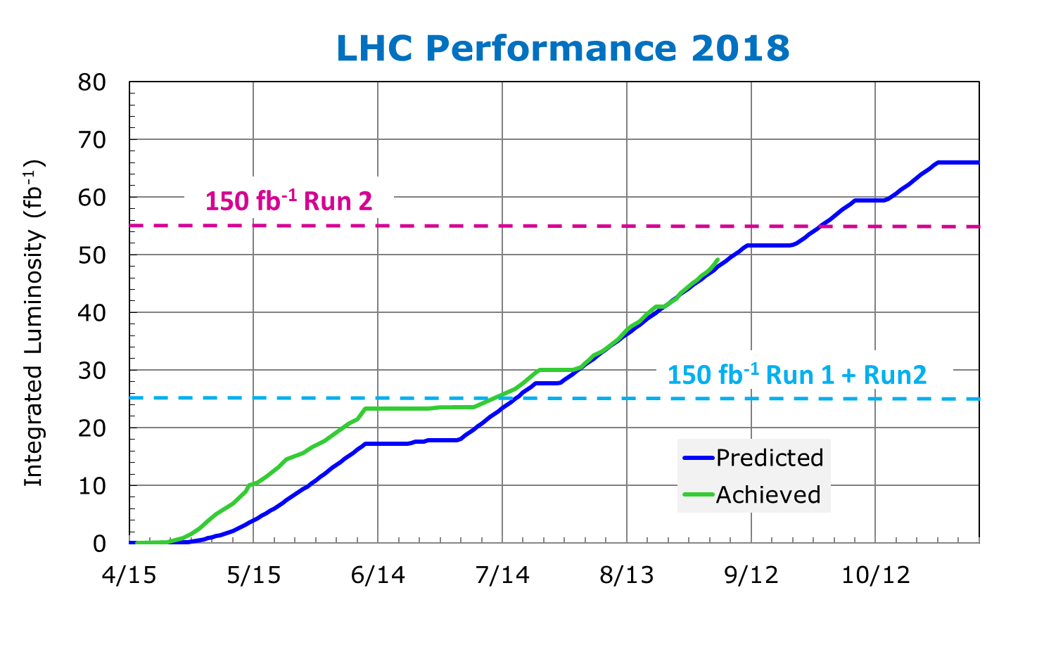 LHC Performance 2018
Integrated Luminosity (fb⁻¹)
80
70
60
50
40
30
20
10
0
150 fb⁻¹ Run 2
150 fb⁻¹ Run 1 + Run2
Predicted
Achieved
4/15 5/15 6/14 7/14 8/13 9/12 10/12